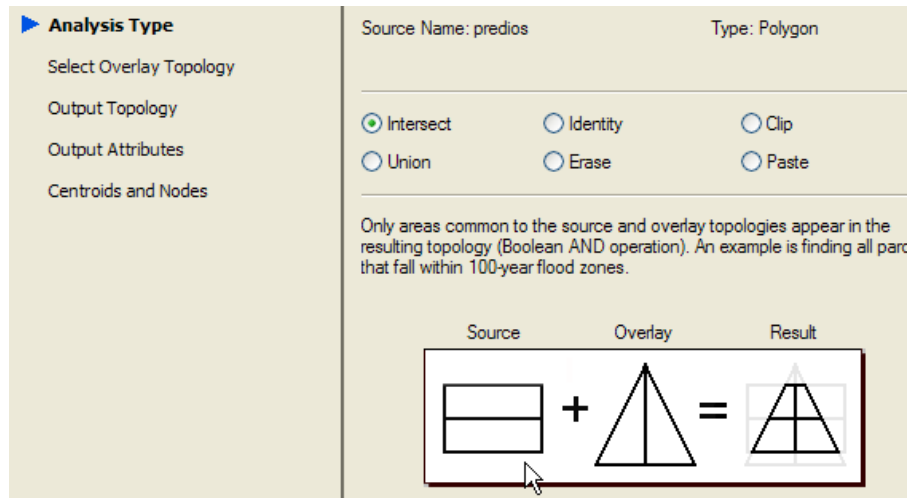 Analysis Type
Select Overlay Topology
Output Topology
Output Attributes
Centroids and Nodes
Source Name: predios Type: Polygon
Intersect Identity Clip
Union Erase Paste
Only areas common to the source and overlay topologies appear in the
resulting topology (Boolean AND operation). An example is finding all parc
that fall within 100-year flood zones.
Source Overlay Result
+ =